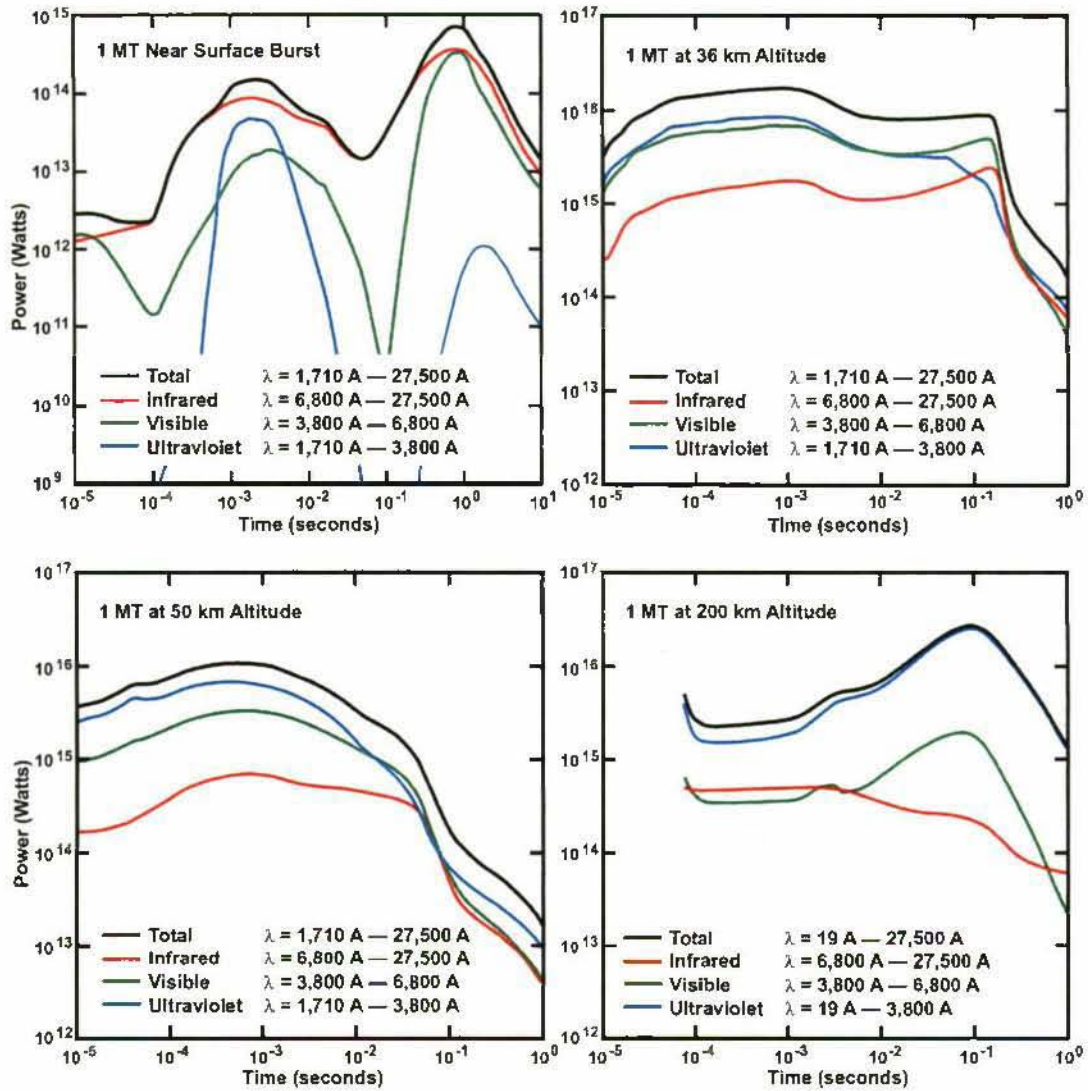 1 MT Near Surface Burst
Power (Watts)
10^15
10^14
10^13
10^12
10^11
10^10
10^9
Total λ = 1,710 A — 27,500 A
Infrared λ = 6,800 A — 27,500 A
Visible λ = 3,800 A — 6,800 A
Ultraviolet λ = 1,710 A — 3,800 A
10^-5 10^-4 10^-3 10^-2 10^-1 10^0 10^1
Time (seconds)
1 MT at 36 km Altitude
10^17
10^16
10^15
10^14
10^13
10^12
Total λ = 1,710 A — 27,500 A
Infrared λ = 6,800 A — 27,500 A
Visible λ = 3,800 A — 6,800 A
Ultraviolet λ = 1,710 A — 3,800 A
10^-5 10^-4 10^-3 10^-2 10^-1 10^0
Time (seconds)
1 MT at 50 km Altitude
Power (Watts)
10^17
10^16
10^15
10^14
10^13
10^12
Total λ = 1,710 A — 27,500 A
Infrared λ = 6,800 A — 27,500 A
Visible λ = 3,800 A — 6,800 A
Ultraviolet λ = 1,710 A — 3,800 A
10^-5 10^-4 10^-3 10^-2 10^-1 10^0
Time (seconds)
1 MT at 200 km Altitude
10^17
10^16
10^15
10^14
10^13
10^12
Total λ = 19 A — 27,500 A
Infrared λ = 6,800 A — 27,500 A
Visible λ = 3,800 A — 6,800 A
Ultraviolet λ = 19 A — 3,800 A
10^-5 10^-4 10^-3 10^-2 10^-1 10^0
Time (seconds)